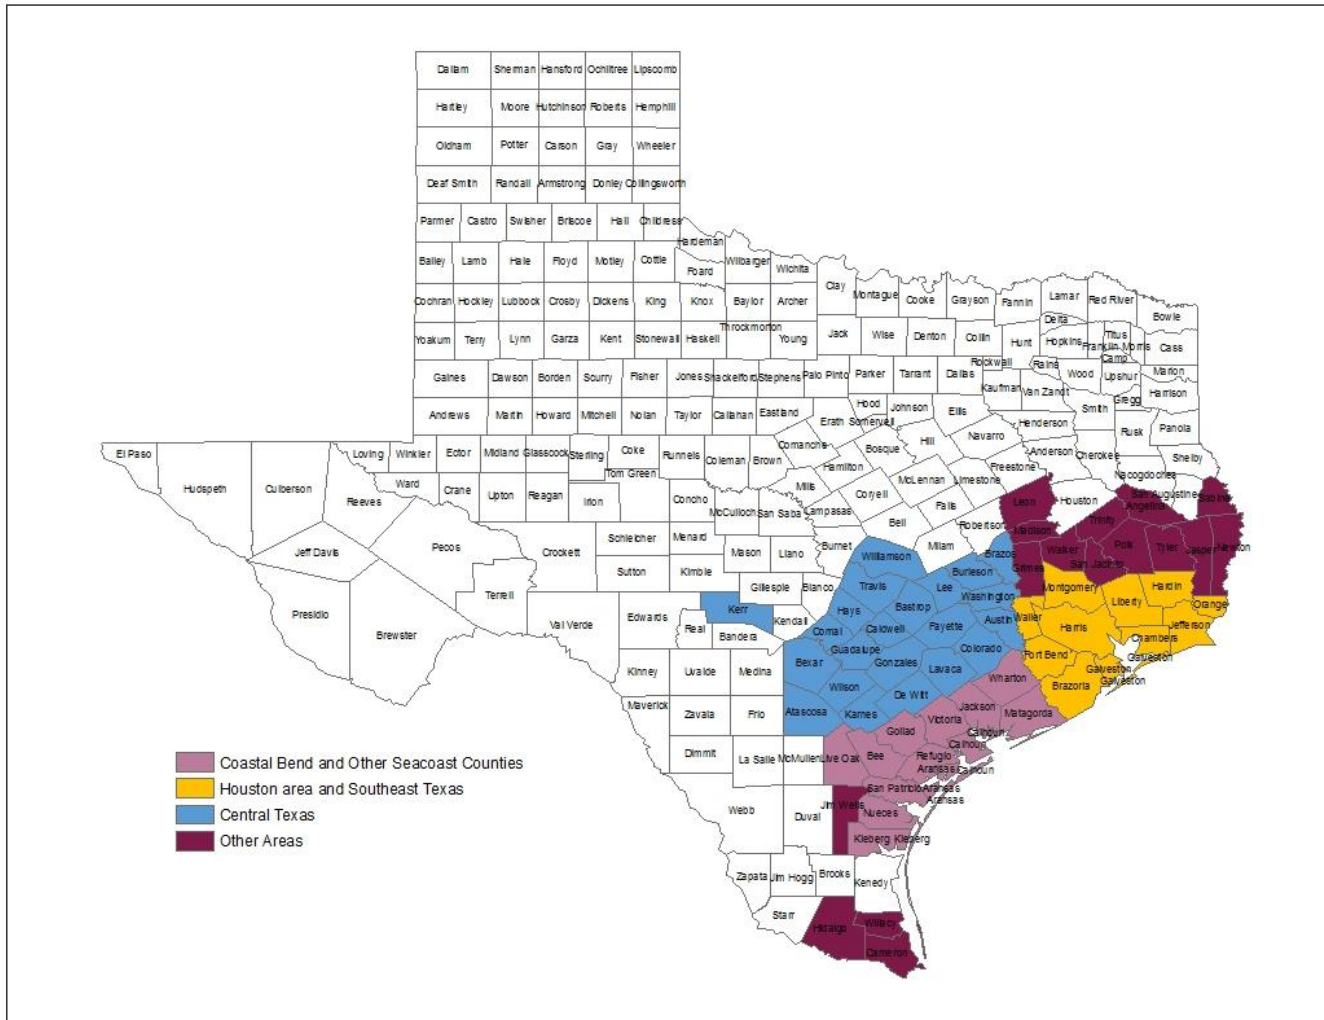 Dallam Sherman Hansford Ochiltree Lipscomb
Hartley Moore Hutchinson Roberts Hemphill
Oldham Potter Carson Gray Wheeler
Deaf Smith Randall Armstrong Donley Collingsworth
Parmer Castro Swisher Briscoe Hall Childress
Hardeman
Bailey Lamb Hale Floyd Motley Cottle Foard Wilbarger Wichita
Clay Montague Cooke Grayson Fannin Lamar Red River Bowie
Cochran Hockley Lubbock Crosby Dickens King Knox Baylor Archer
Delta Titus
Yoakum Terry Lynn Garza Kent Stonewall Haskell Throckmorton Young Jack Wise Denton Collin Hunt Hopkins Franklin Morris Cass
Rockwall Rains Camp
Gaines Dawson Borden Scurry Fisher Jones Shackelford Stephens Palo Pinto Parker Tarrant Dallas Kaufman Van Zandt Wood Upshur Marion
Andrews Martin Howard Mitchell Nolan Taylor Callahan Eastland Erath Hood Somervell Johnson Ellis Henderson Smith Gregg Harrison
El Paso Hudspeth Culberson Reeves Loving Winkler Ector Midland Glasscock Sterling Coke Runnels Coleman Brown Comanche Bosque Hill Navarro Anderson Cherokee Rusk Panola
Ward Crane Upton Reagan Irion Tom Green Concho Mills Hamilton Coryell McLennan Limestone Freestone Nacogdoches Shelby
McCulloch San Saba Lampasas Bell Falls Robertson Leon Houston Angelina San Augustine Sabine
Jeff Davis Pecos Crockett Schleicher Menard Mason Llano Burnet Milam Madison Trinity
Williamson Brazos Grimes Walker San Jacinto Polk Tyler Jasper Newton
Presidio Brewster Terrell Sutton Kimble Gillespie Blanco Travis Lee Burleson Washington Montgomery Liberty Hardin Orange
Val Verde Edwards Real Kerr Bandera Kendall Hays Comal Bastrop Caldwell Fayette Austin Waller Harris Jefferson Chambers
Kinney Uvalde Medina Bexar Guadalupe Gonzales Lavaca Colorado Fort Bend Galveston Galveston Galveston
Maverick Zavala Frio Atascosa Wilson Karnes De Witt Wharton Brazoria
Dimmit La Salle McMullen Live Oak Bee Goliad Victoria Jackson Matagorda
Calhoun Calhoun Calhoun
Refugio Aransas Aransas Aransas
Webb Duval Jim Wells San Patricio Nueces
Kleberg Kleberg
Zapata Jim Hogg Brooks Kenedy
Starr Hidalgo Willacy
Cameron
Coastal Bend and Other Seacoast Counties
Houston area and Southeast Texas
Central Texas
Other Areas